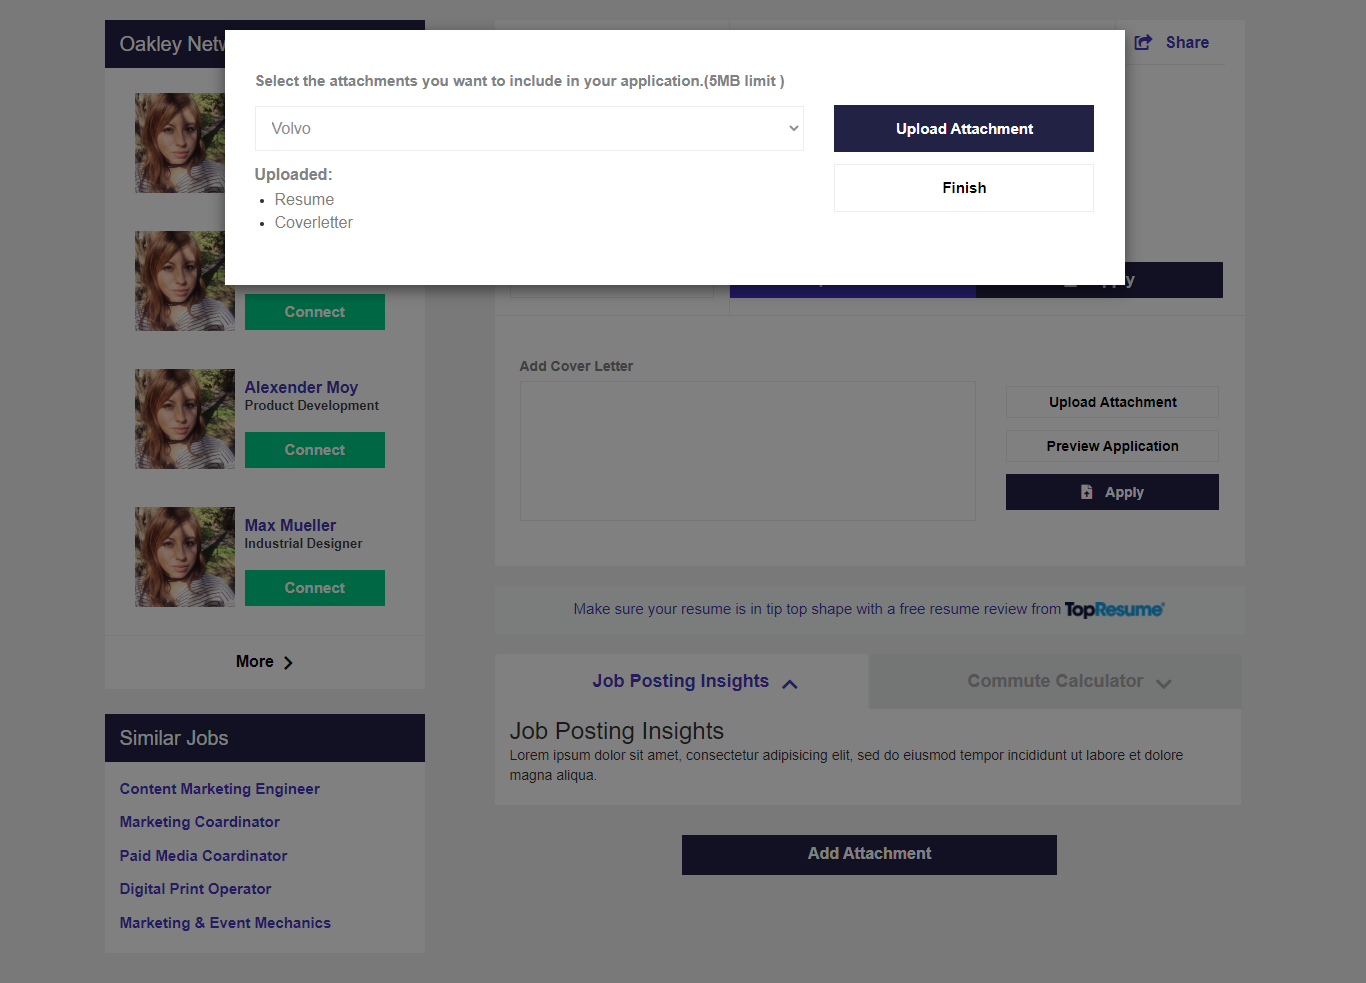 Oakley
Share
Select the attachments you want to include in your application.(5MB limit )
Volvo
Upload Attachment
Uploaded:
Finish
Resume
Coverletter
Connect
Add Cover Letter
Alexender Moy
Product Development
Connect
Upload Attachment
Preview Application
Apply
Max Mueller
Industrial Designer
Connect
Make sure your resume is in tip top shape with a free resume review from TopResume
More
Job Posting Insights
Commute Calculator
Job Posting Insights
Lorem ipsum dolor sit amet, consectetur adipisicing elit, sed do eiusmod tempor incididunt ut labore et dolore
magna aliqua.
Similar Jobs
Content Marketing Engineer
Marketing Coardinator
Paid Media Coardinator
Digital Print Operator
Marketing & Event Mechanics
Add Attachment